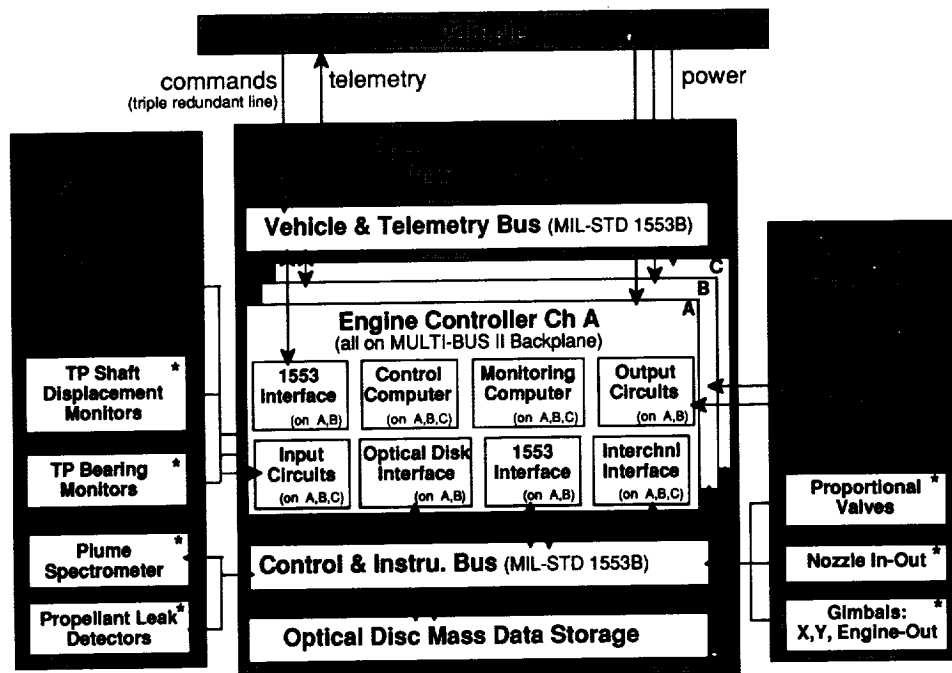 commands
(triple redundant line)
telemetry
power
Vehicle & Telemetry Bus (MIL-STD 1553B)
C
B
A
Engine Controller Ch A
(all on MULTI-BUS II Backplane)
1553
Interface
(on A,B)
Control
Computer
(on A,B,C)
Monitoring
Computer
(on A,B,C)
Output
Circuits
(on A,B)
Input
Circuits
(on A,B,C)
Optical Disk
Interface
(on A,B)
1553
Interface
(on A,B)
Interchnl
Interface
(on A,B,C)
TP Shaft *
Displacement
Monitors
TP Bearing *
Monitors
Plume *
Spectrometer
Propellant Leak *
Detectors
Control & Instru. Bus (MIL-STD 1553B)
Optical Disc Mass Data Storage
Proportional *
Valves
Nozzle In-Out *
Gimbals: *
X,Y, Engine-Out